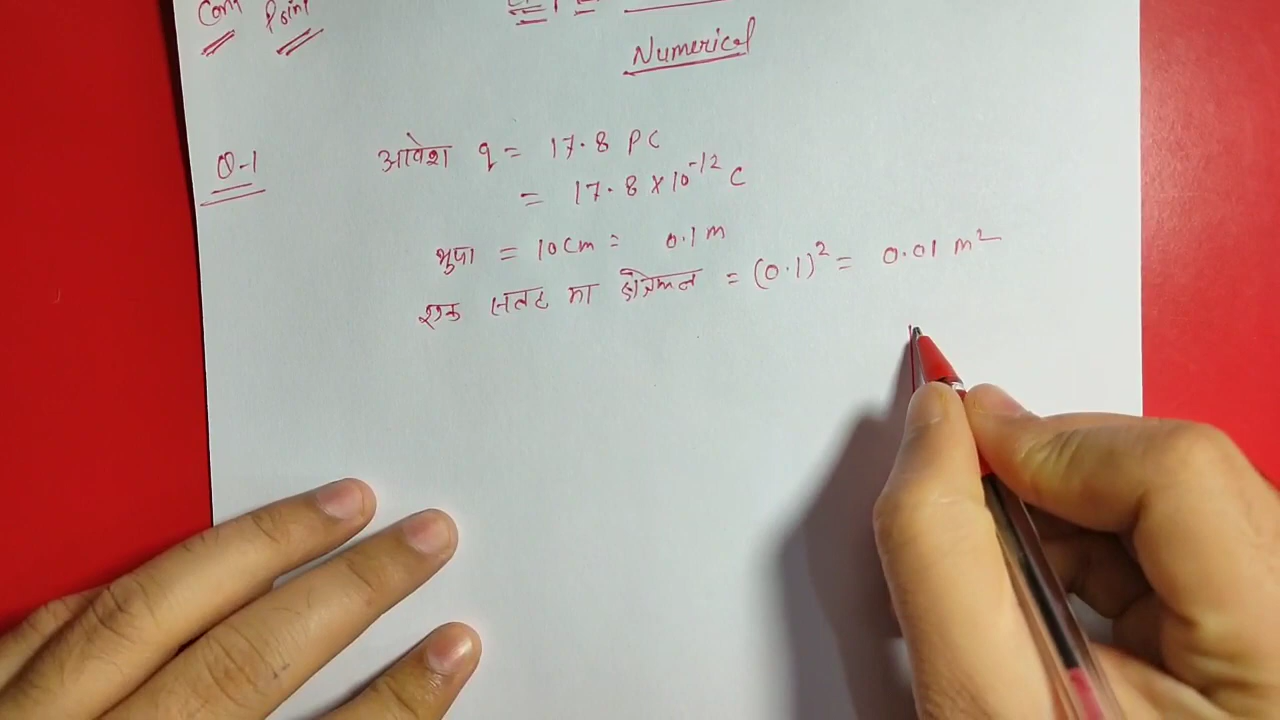 Point
Numerical
Q-1
आवेश q = 17.8 PC
= 17.8 × 10⁻¹² C
भुजा = 10 cm = 0.1 m
एक सतह का क्षेत्रफल = (0.1)² = 0.01 m²